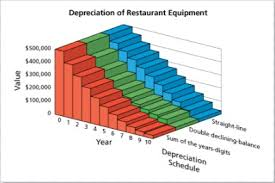 Depreciation of Restaurant Equipment
$500,000
$400,000
$300,000
$200,000
$100,000
0
Value
0 1 2 3 4 5 6 7 8 9 10
Year
Straight-line
Double declining-balance
Sum of the years-digits
Depreciation
Schedule